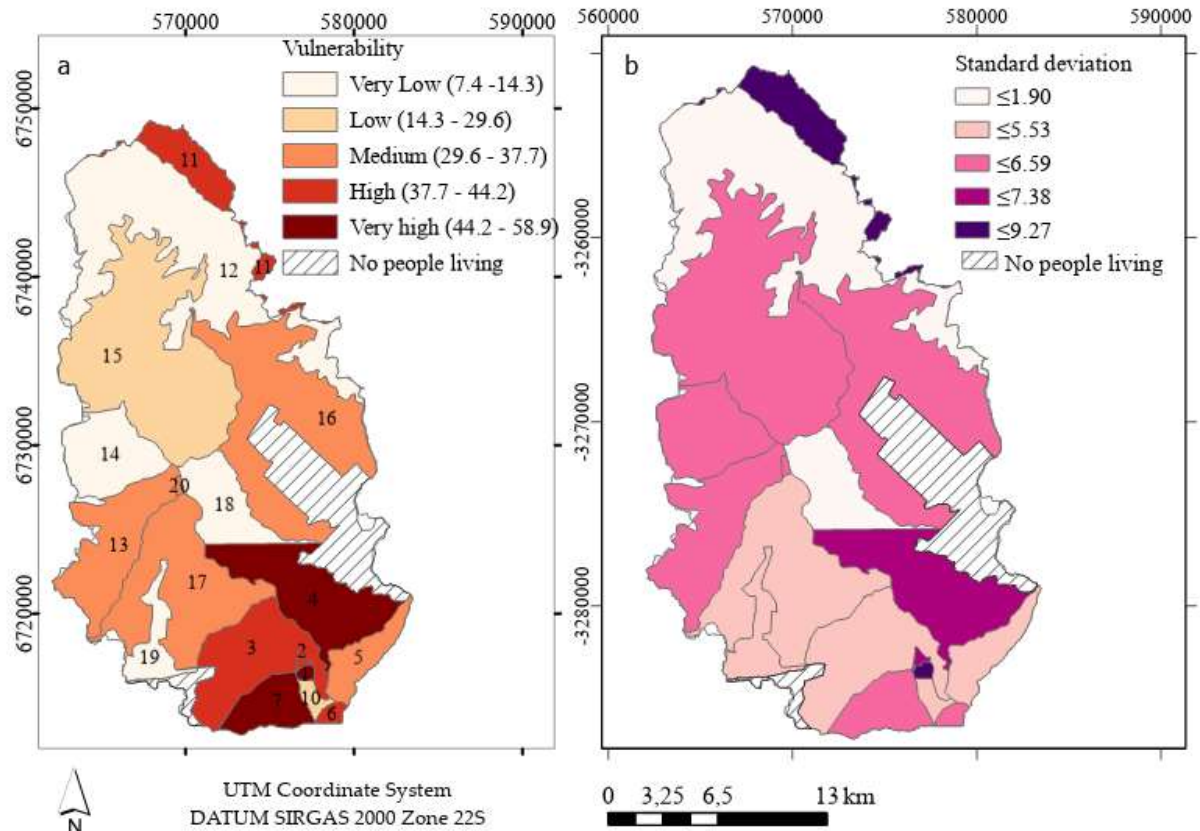 570000 580000 590000
560000 570000 580000 590000
a
Vulnerability
Very Low (7.4 -14.3)
Low (14.3 - 29.6)
Medium (29.6 - 37.7)
High (37.7 - 44.2)
Very high (44.2 - 58.9)
No people living
6750000
6740000
6730000
6720000
11
11
12
15
16
14
20
18
13
17
4
3
2
5
19
1
7
10
6
b
Standard deviation
≤1.90
≤5.53
≤6.59
≤7.38
≤9.27
No people living
-3260000
-3270000
-3280000
570000 580000 590000
N
UTM Coordinate System
DATUM SIRGAS 2000 Zone 22S
0 3,25 6,5 13 km